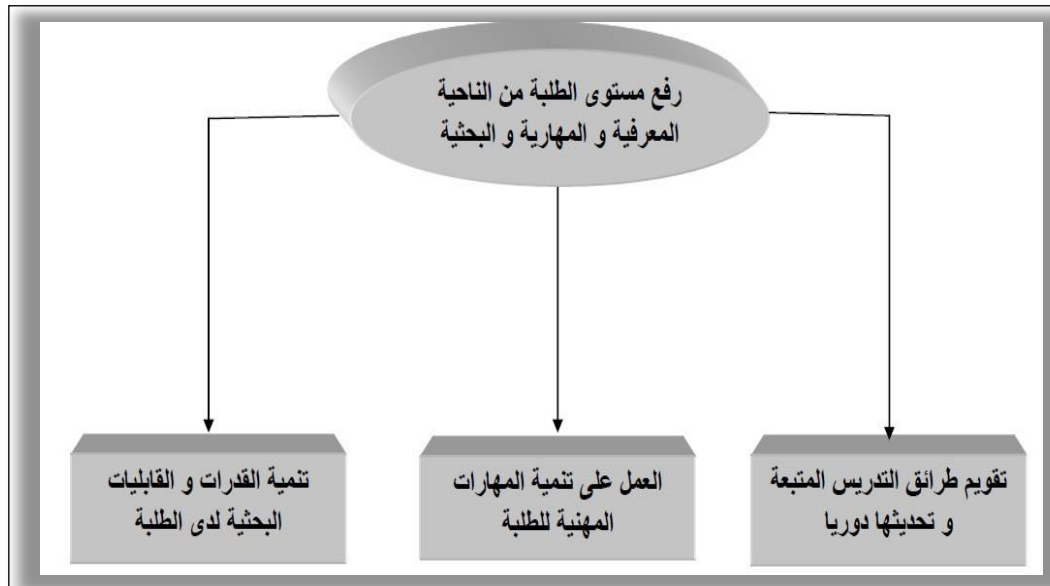 رفع مستوى الطلبة من الناحية
المعرفية و المهارية و البحثية
تقويم طرائق التدريس المتبعة
و تحديثها دوريا
العمل على تنمية المهارات
المهنية للطلبة
تنمية القدرات و القابليات
البحثية لدى الطلبة